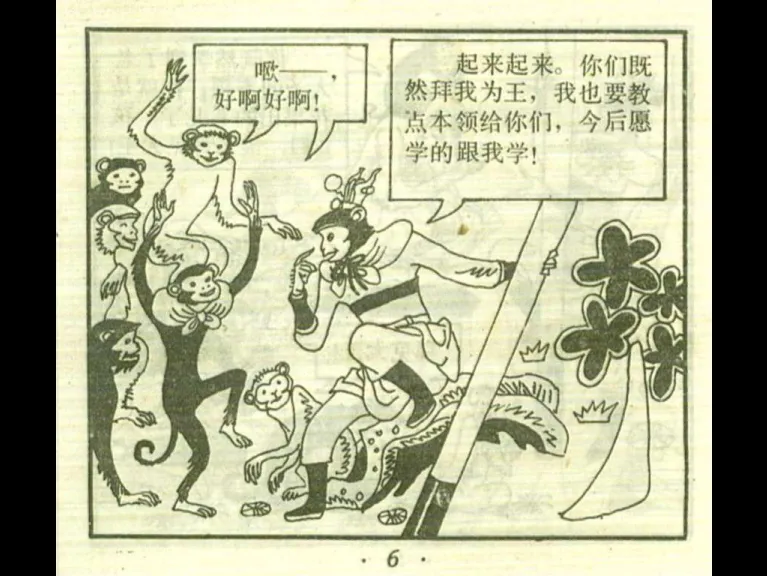 噷——，
好啊好啊！
起来起来。你们既
然拜我为王，我也要教
点本领给你们，今后愿
学的跟我学！
· 6 ·